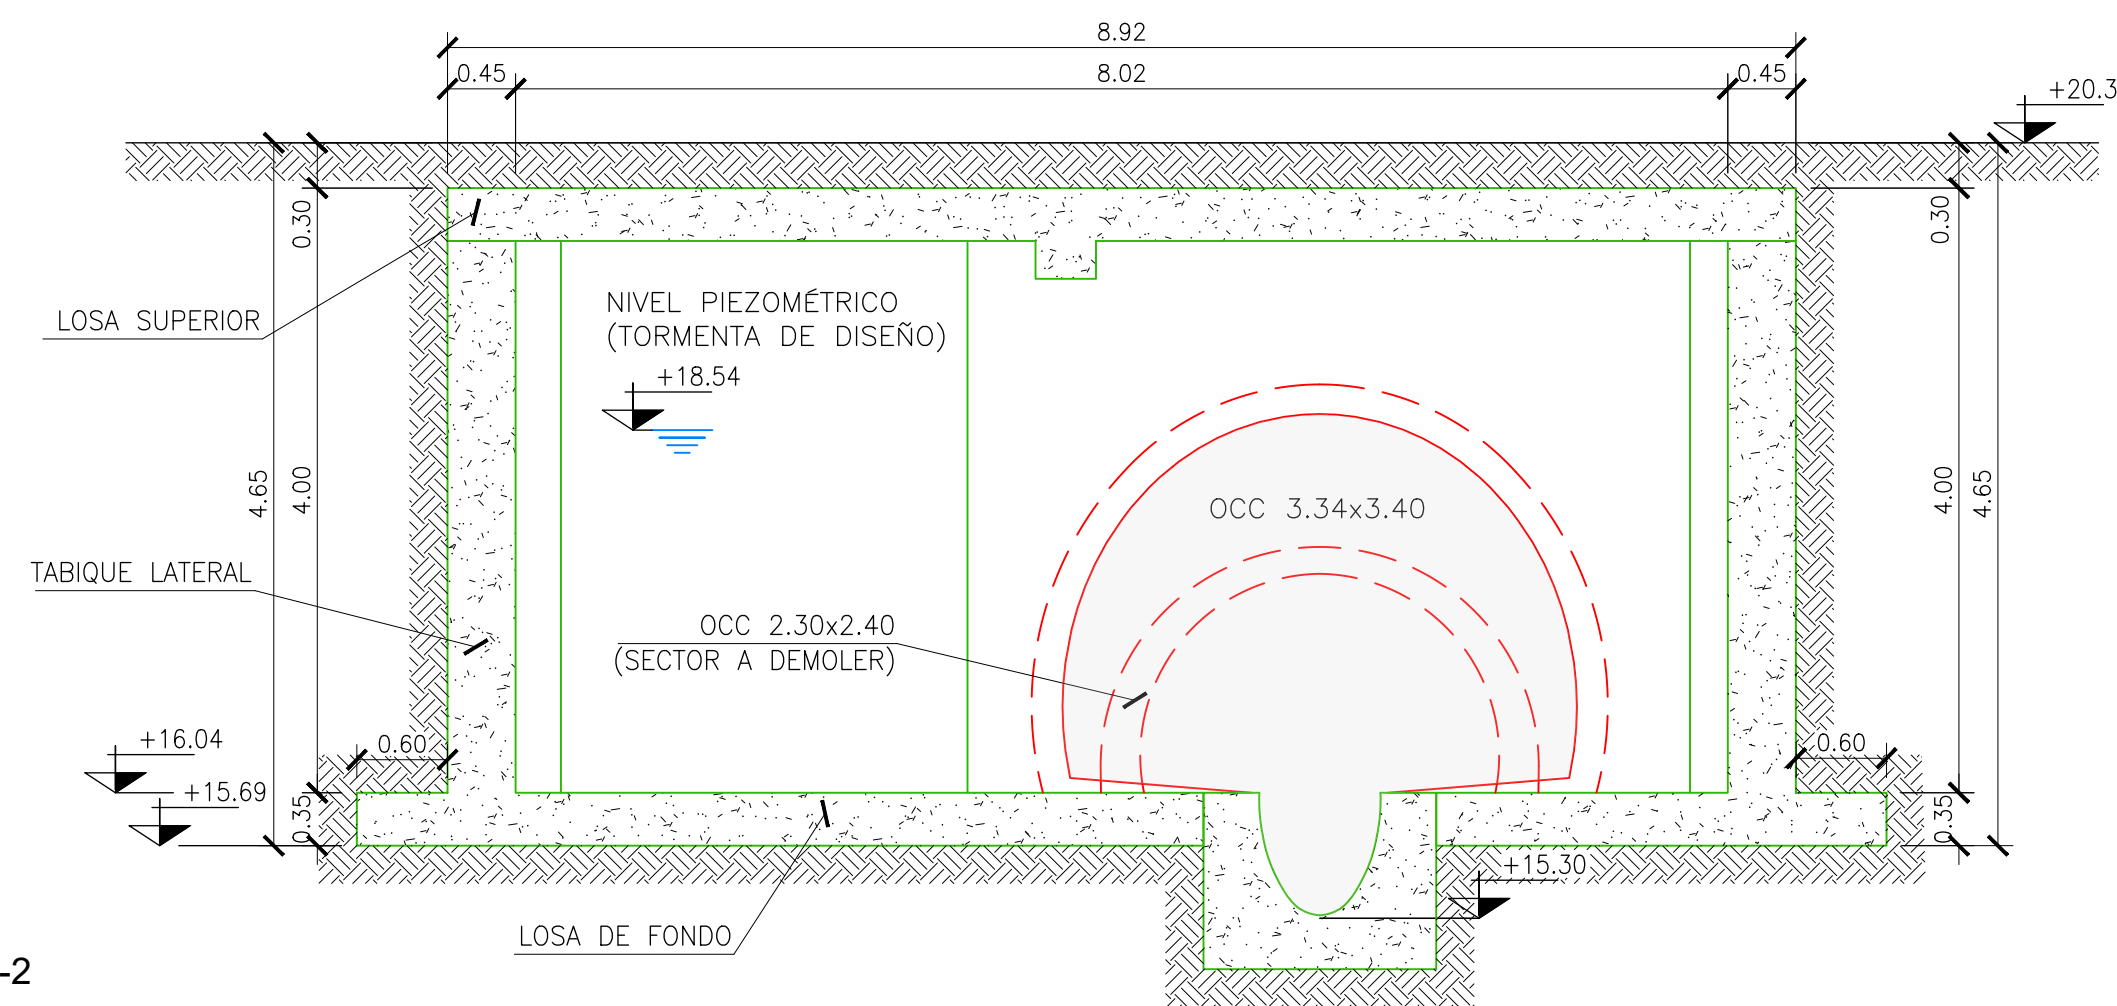 8.92
0.45
8.02
0.45
+20.3
0.30
0.30
NIVEL PIEZOMÉTRICO
(TORMENTA DE DISEÑO)
LOSA SUPERIOR
+18.54
4.65
4.00
OCC 3.34x3.40
4.00
4.65
TABIQUE LATERAL
OCC 2.30x2.40
(SECTOR A DEMOLER)
+16.04
0.60
0.60
+15.69
0.35
0.35
+15.30
LOSA DE FONDO
-2